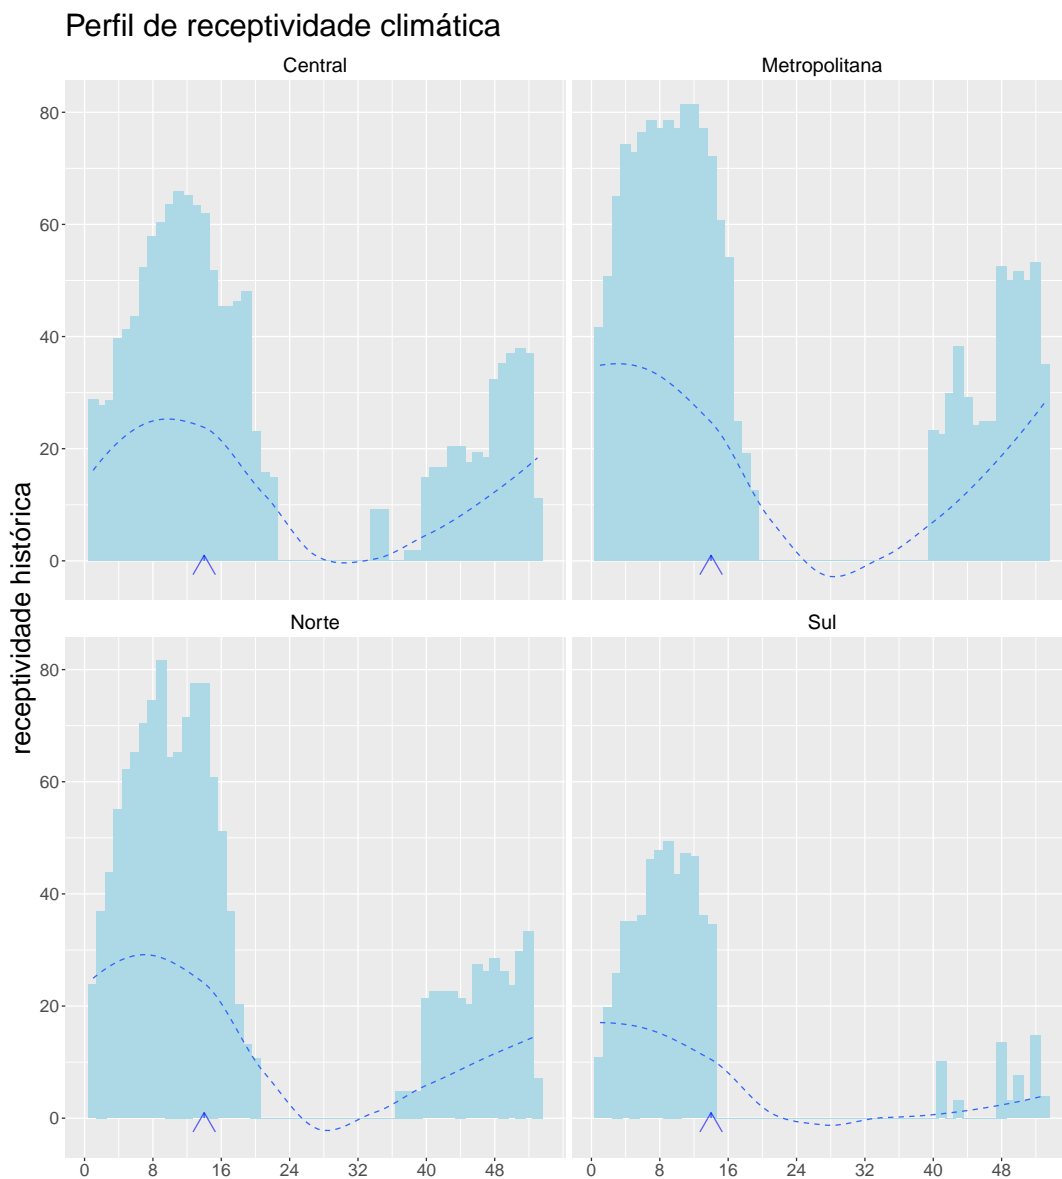 Perfil de receptividade climática
Central
Metropolitana
80
60
40
20
0
receptividade histórica
Norte
Sul
80
60
40
20
0
0 8 16 24 32 40 48
0 8 16 24 32 40 48